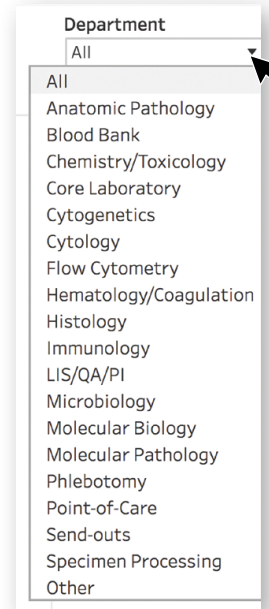 Department
All
All
Anatomic Pathology
Blood Bank
Chemistry/Toxicology
Core Laboratory
Cytogenetics
Cytology
Flow Cytometry
Hematology/Coagulation
Histology
Immunology
LIS/QA/PI
Microbiology
Molecular Biology
Molecular Pathology
Phlebotomy
Point-of-Care
Send-outs
Specimen Processing
Other